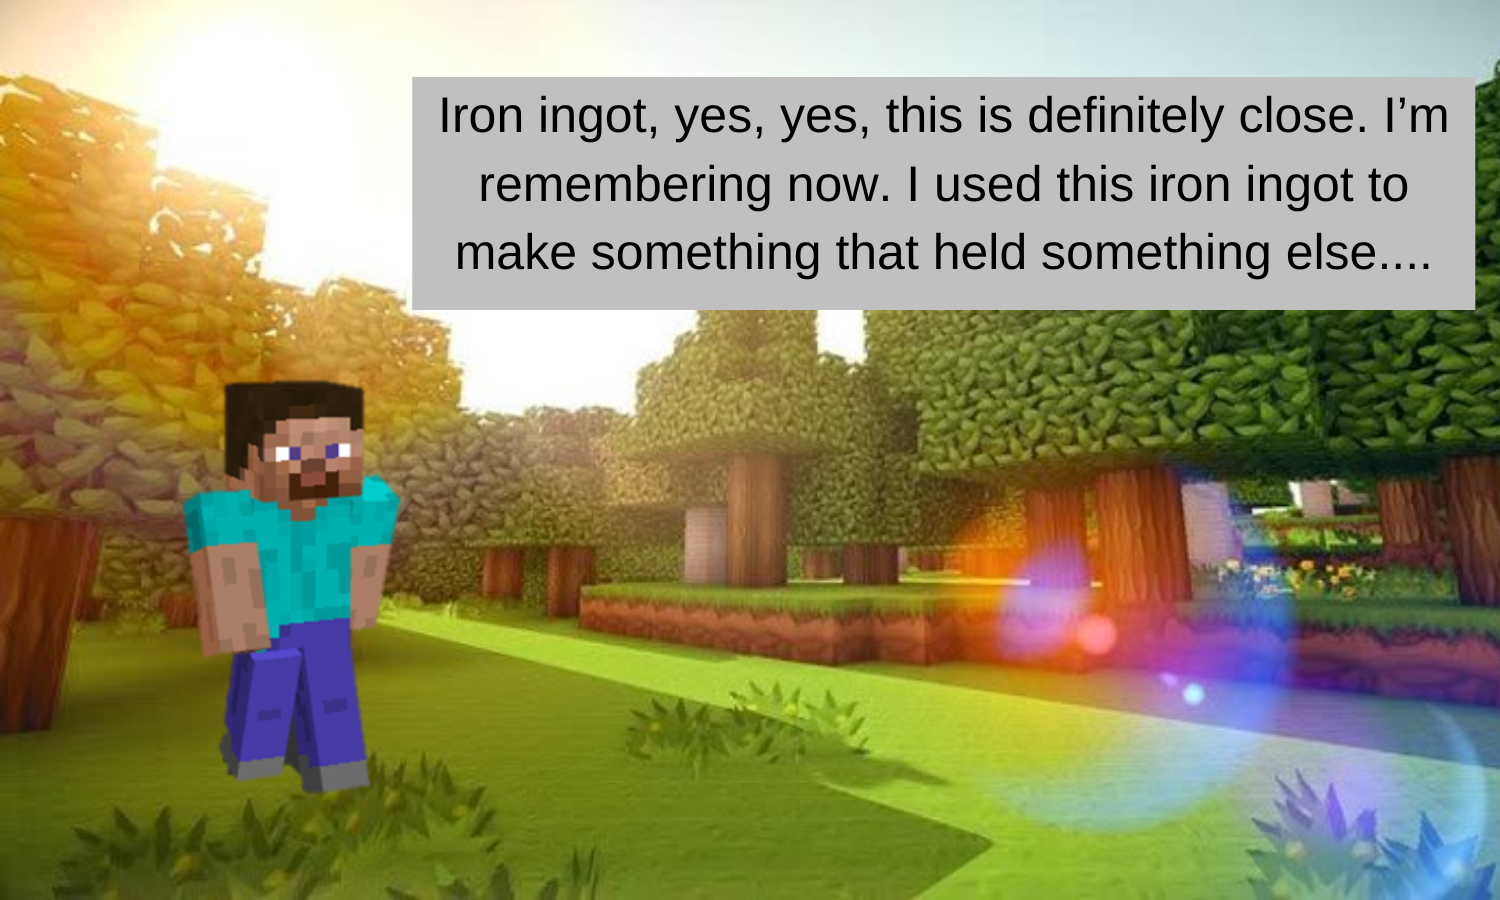 Iron ingot, yes, yes, this is definitely close. I’m
remembering now. I used this iron ingot to
make something that held something else....